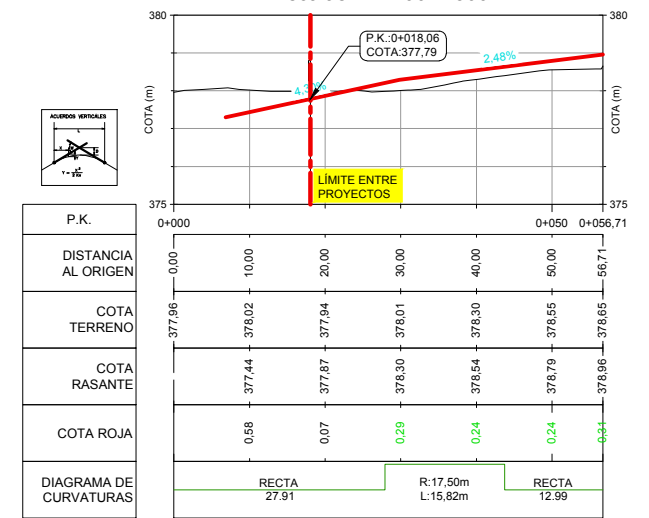 380
380
P.K.:0+018,06
COTA:377,79
2.48%
COTA (m)
COTA (m)
ACUERDOS VERTICALES
L
LÍMITE ENTRE
PROYECTOS
375
375
P.K.
0+000
0+050
0+056,71
DISTANCIA
AL ORIGEN
0,00
10,00
20,00
30,00
40,00
50,00
56,71
COTA
TERRENO
377,96
378,02
377,94
378,01
378,30
378,55
378,65
COTA
RASANTE
377,44
377,87
378,30
378,54
378,79
378,96
COTA ROJA
0,58
0,07
0,29
0,24
0,24
0,31
DIAGRAMA DE
CURVATURAS
RECTA
27.91
R:17,50m
L:15,82m
RECTA
12.99